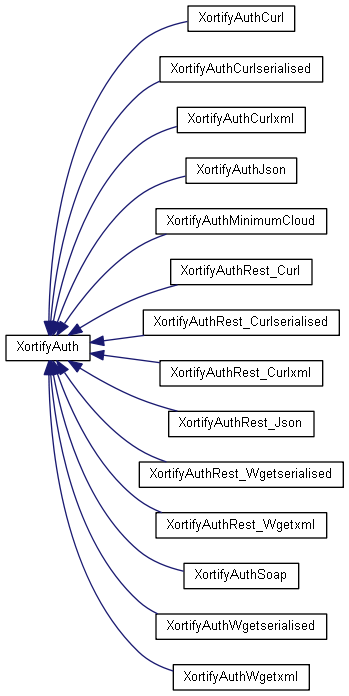 XortifyAuthCurl
XortifyAuthCurlserialised
XortifyAuthCurlxml
XortifyAuthJson
XortifyAuthMinimumCloud
XortifyAuthRest_Curl
XortifyAuthRest_Curlserialised
XortifyAuth
XortifyAuthRest_Curlxml
XortifyAuthRest_Json
XortifyAuthRest_Wgetserialised
XortifyAuthRest_Wgetxml
XortifyAuthSoap
XortifyAuthWgetserialised
XortifyAuthWgetxml